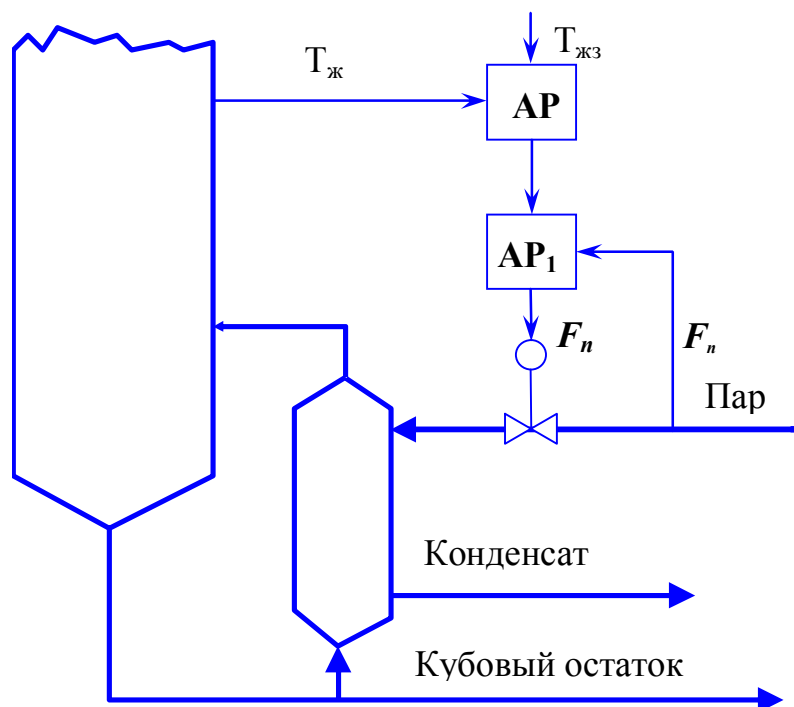 Тж
Тжз
АР
АР1
Fп
Fп
Пар
Конденсат
Кубовый остаток